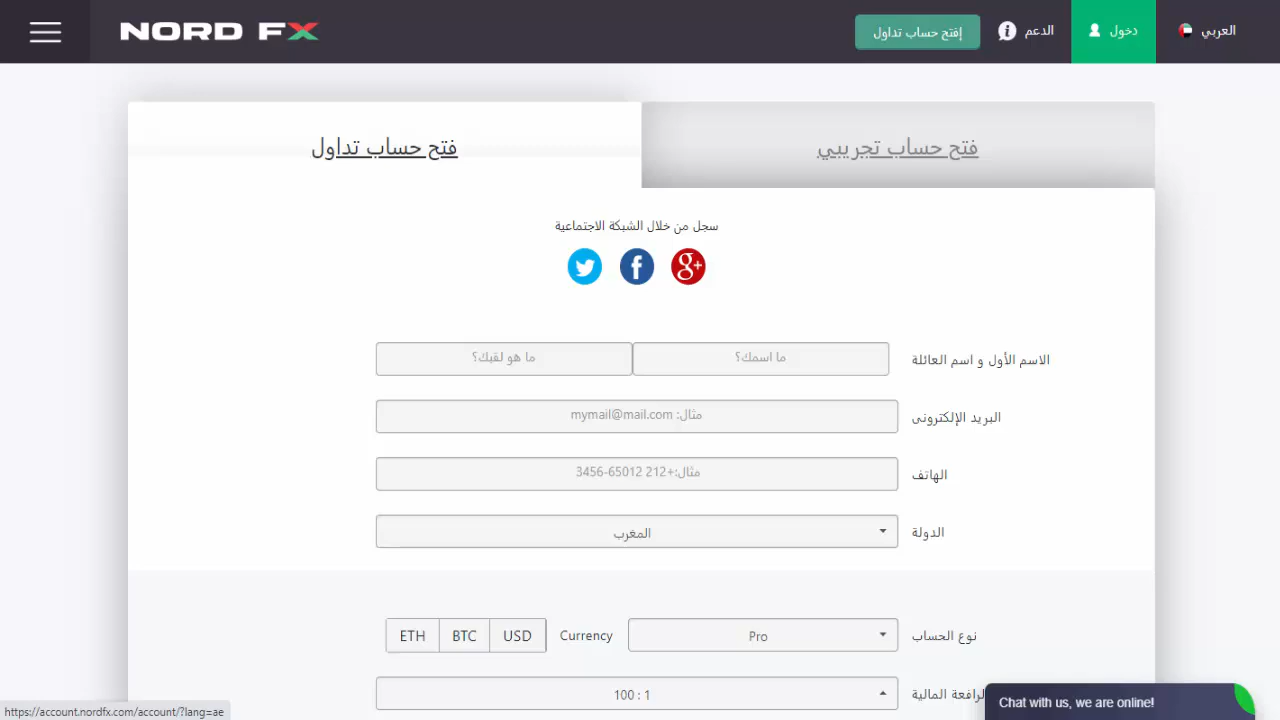 NORD FX
إفتح حساب تداول
الدعم
دخول
العربي
فتح حساب تداول
فتح حساب تجريبي
سجل من خلال الشبكة الاجتماعية
الاسم الأول و اسم العائلة
ما اسمك؟
ما هو لقبك؟
البريد الإلكترونى
مثال: mymail@mail.com
الهاتف
مثال:+212 65012-3456
الدولة
المغرب
نوع الحساب
Pro
Currency
ETH BTC USD
الرافعة المالية
100 : 1
Chat with us, we are online!
https://account.nordfx.com/account/?lang=ae